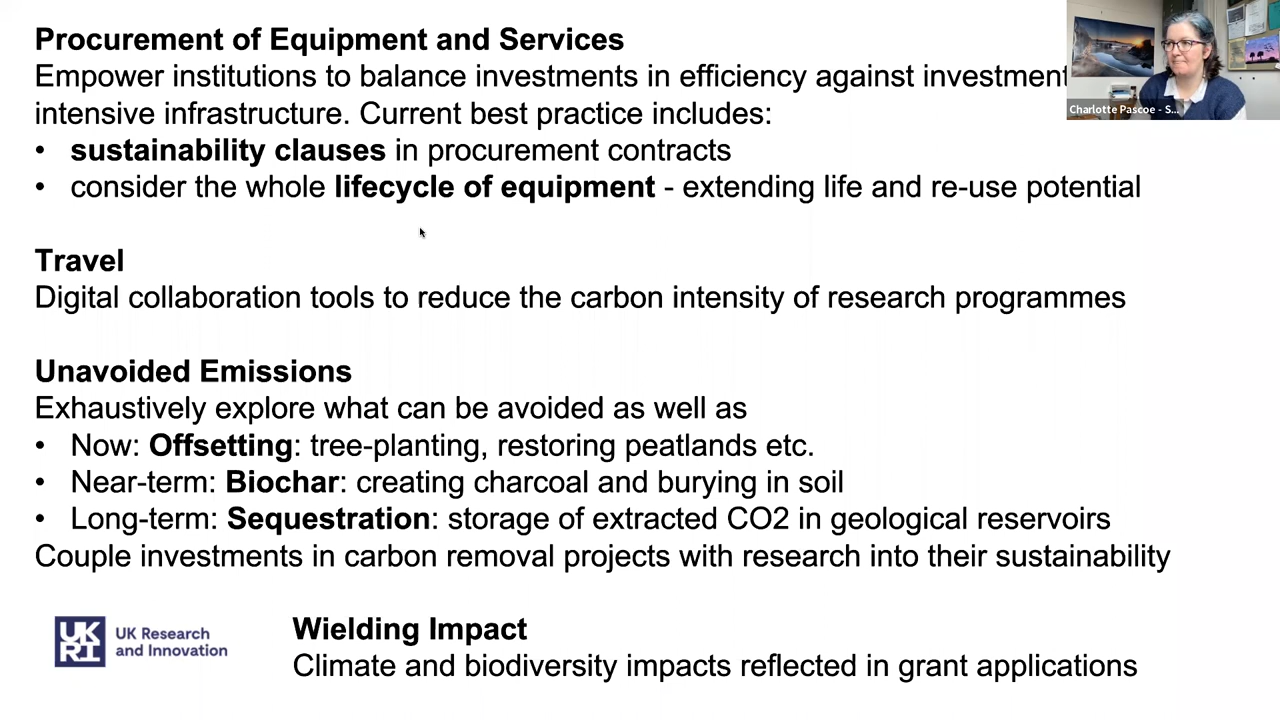 Procurement of Equipment and Services
Empower institutions to balance investments in efficiency against investment
intensive infrastructure. Current best practice includes:
• sustainability clauses in procurement contracts
• consider the whole lifecycle of equipment - extending life and re-use potential
Charlotte Pascoe - S...
Travel
Digital collaboration tools to reduce the carbon intensity of research programmes
Unavoided Emissions
Exhaustively explore what can be avoided as well as
• Now: Offsetting: tree-planting, restoring peatlands etc.
• Near-term: Biochar: creating charcoal and burying in soil
• Long-term: Sequestration: storage of extracted CO2 in geological reservoirs
Couple investments in carbon removal projects with research into their sustainability
UKRI
UK Research
and Innovation
Wielding Impact
Climate and biodiversity impacts reflected in grant applications